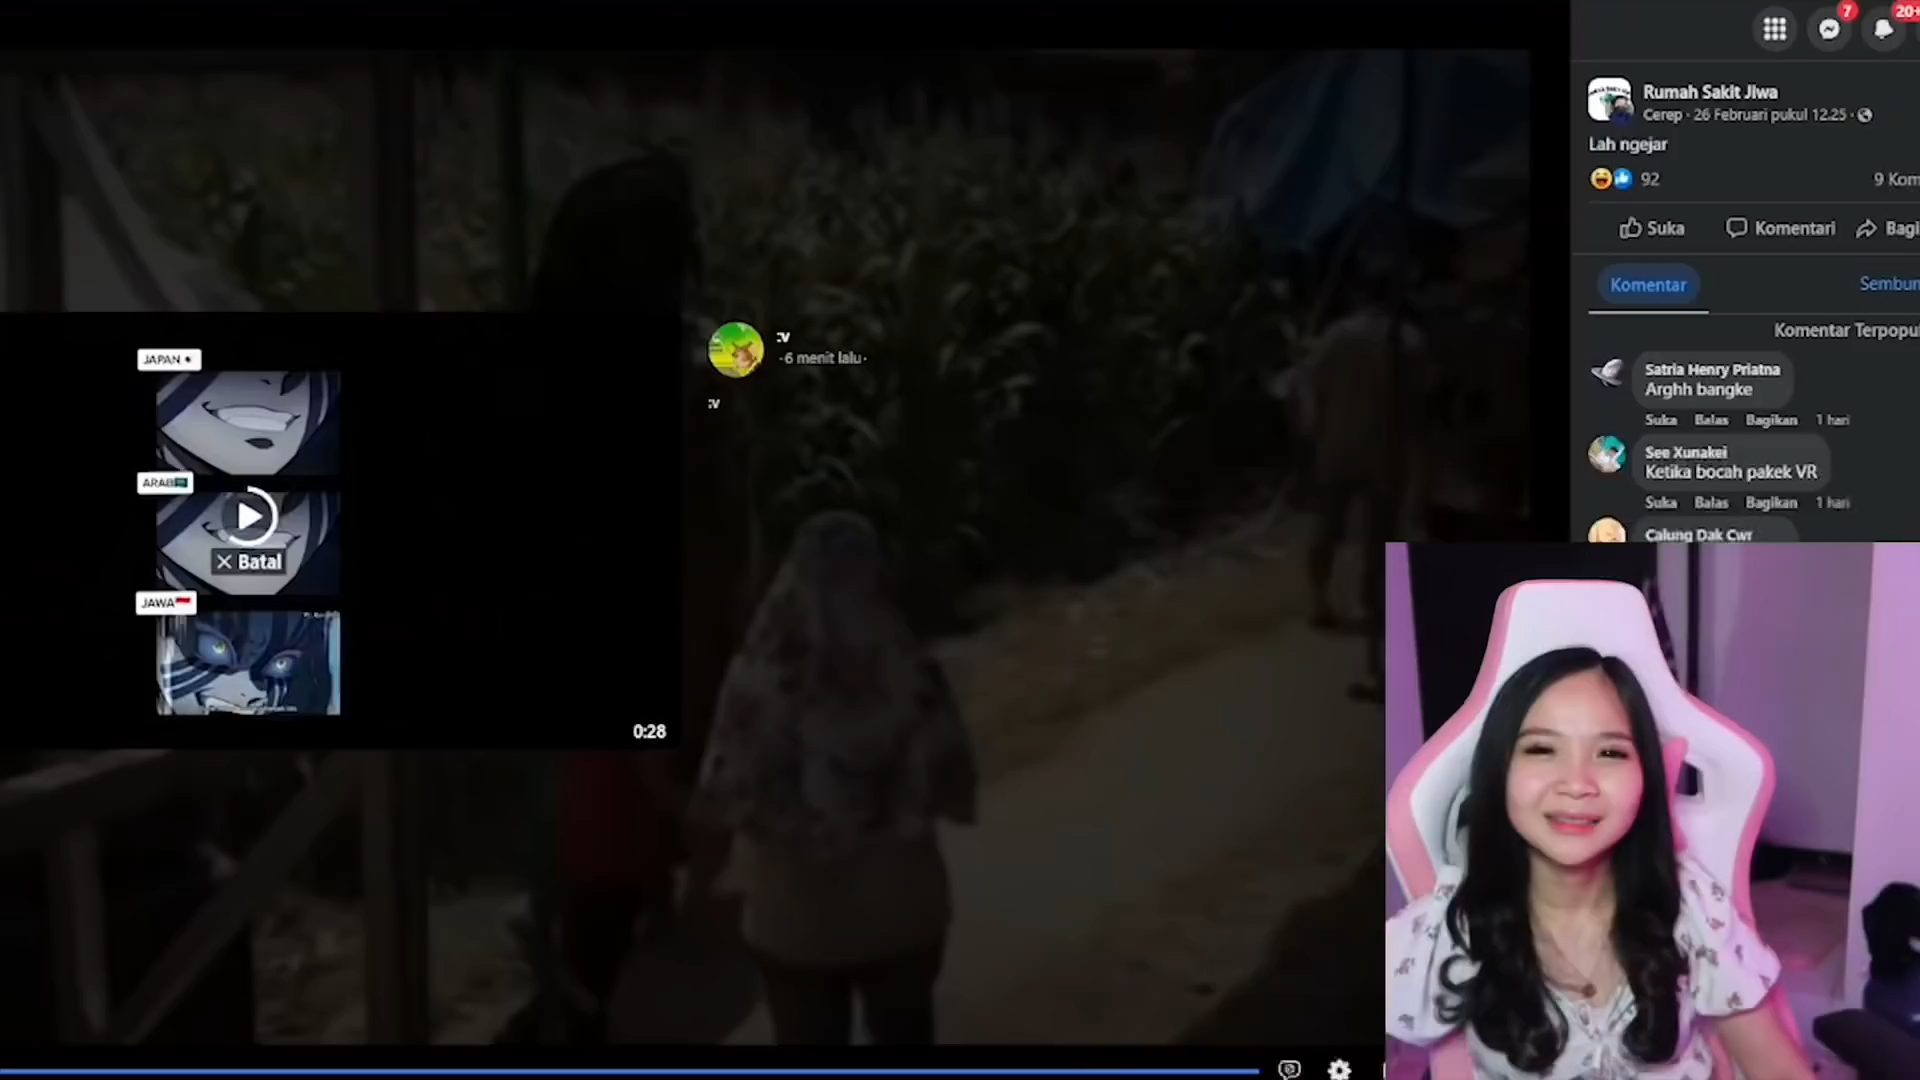 7
20+
Rumah Sakit Jiwa
Cerep · 26 Februari pukul 12.25 ·
Lah ngejar
92
9 Kom
Suka
Komentari
Bagi
Komentar
Sembun
Komentar Terpopul
Satria Henry Priatna
Arghh bangke
Suka Balas Bagikan 1 hari
See Xunakei
Ketika bocah pakek VR
Suka Balas Bagikan 1 hari
Calung Dak Cwr
:v
·6 menit lalu·
:v
JAPAN
ARAB
× Batal
JAWA
0:28